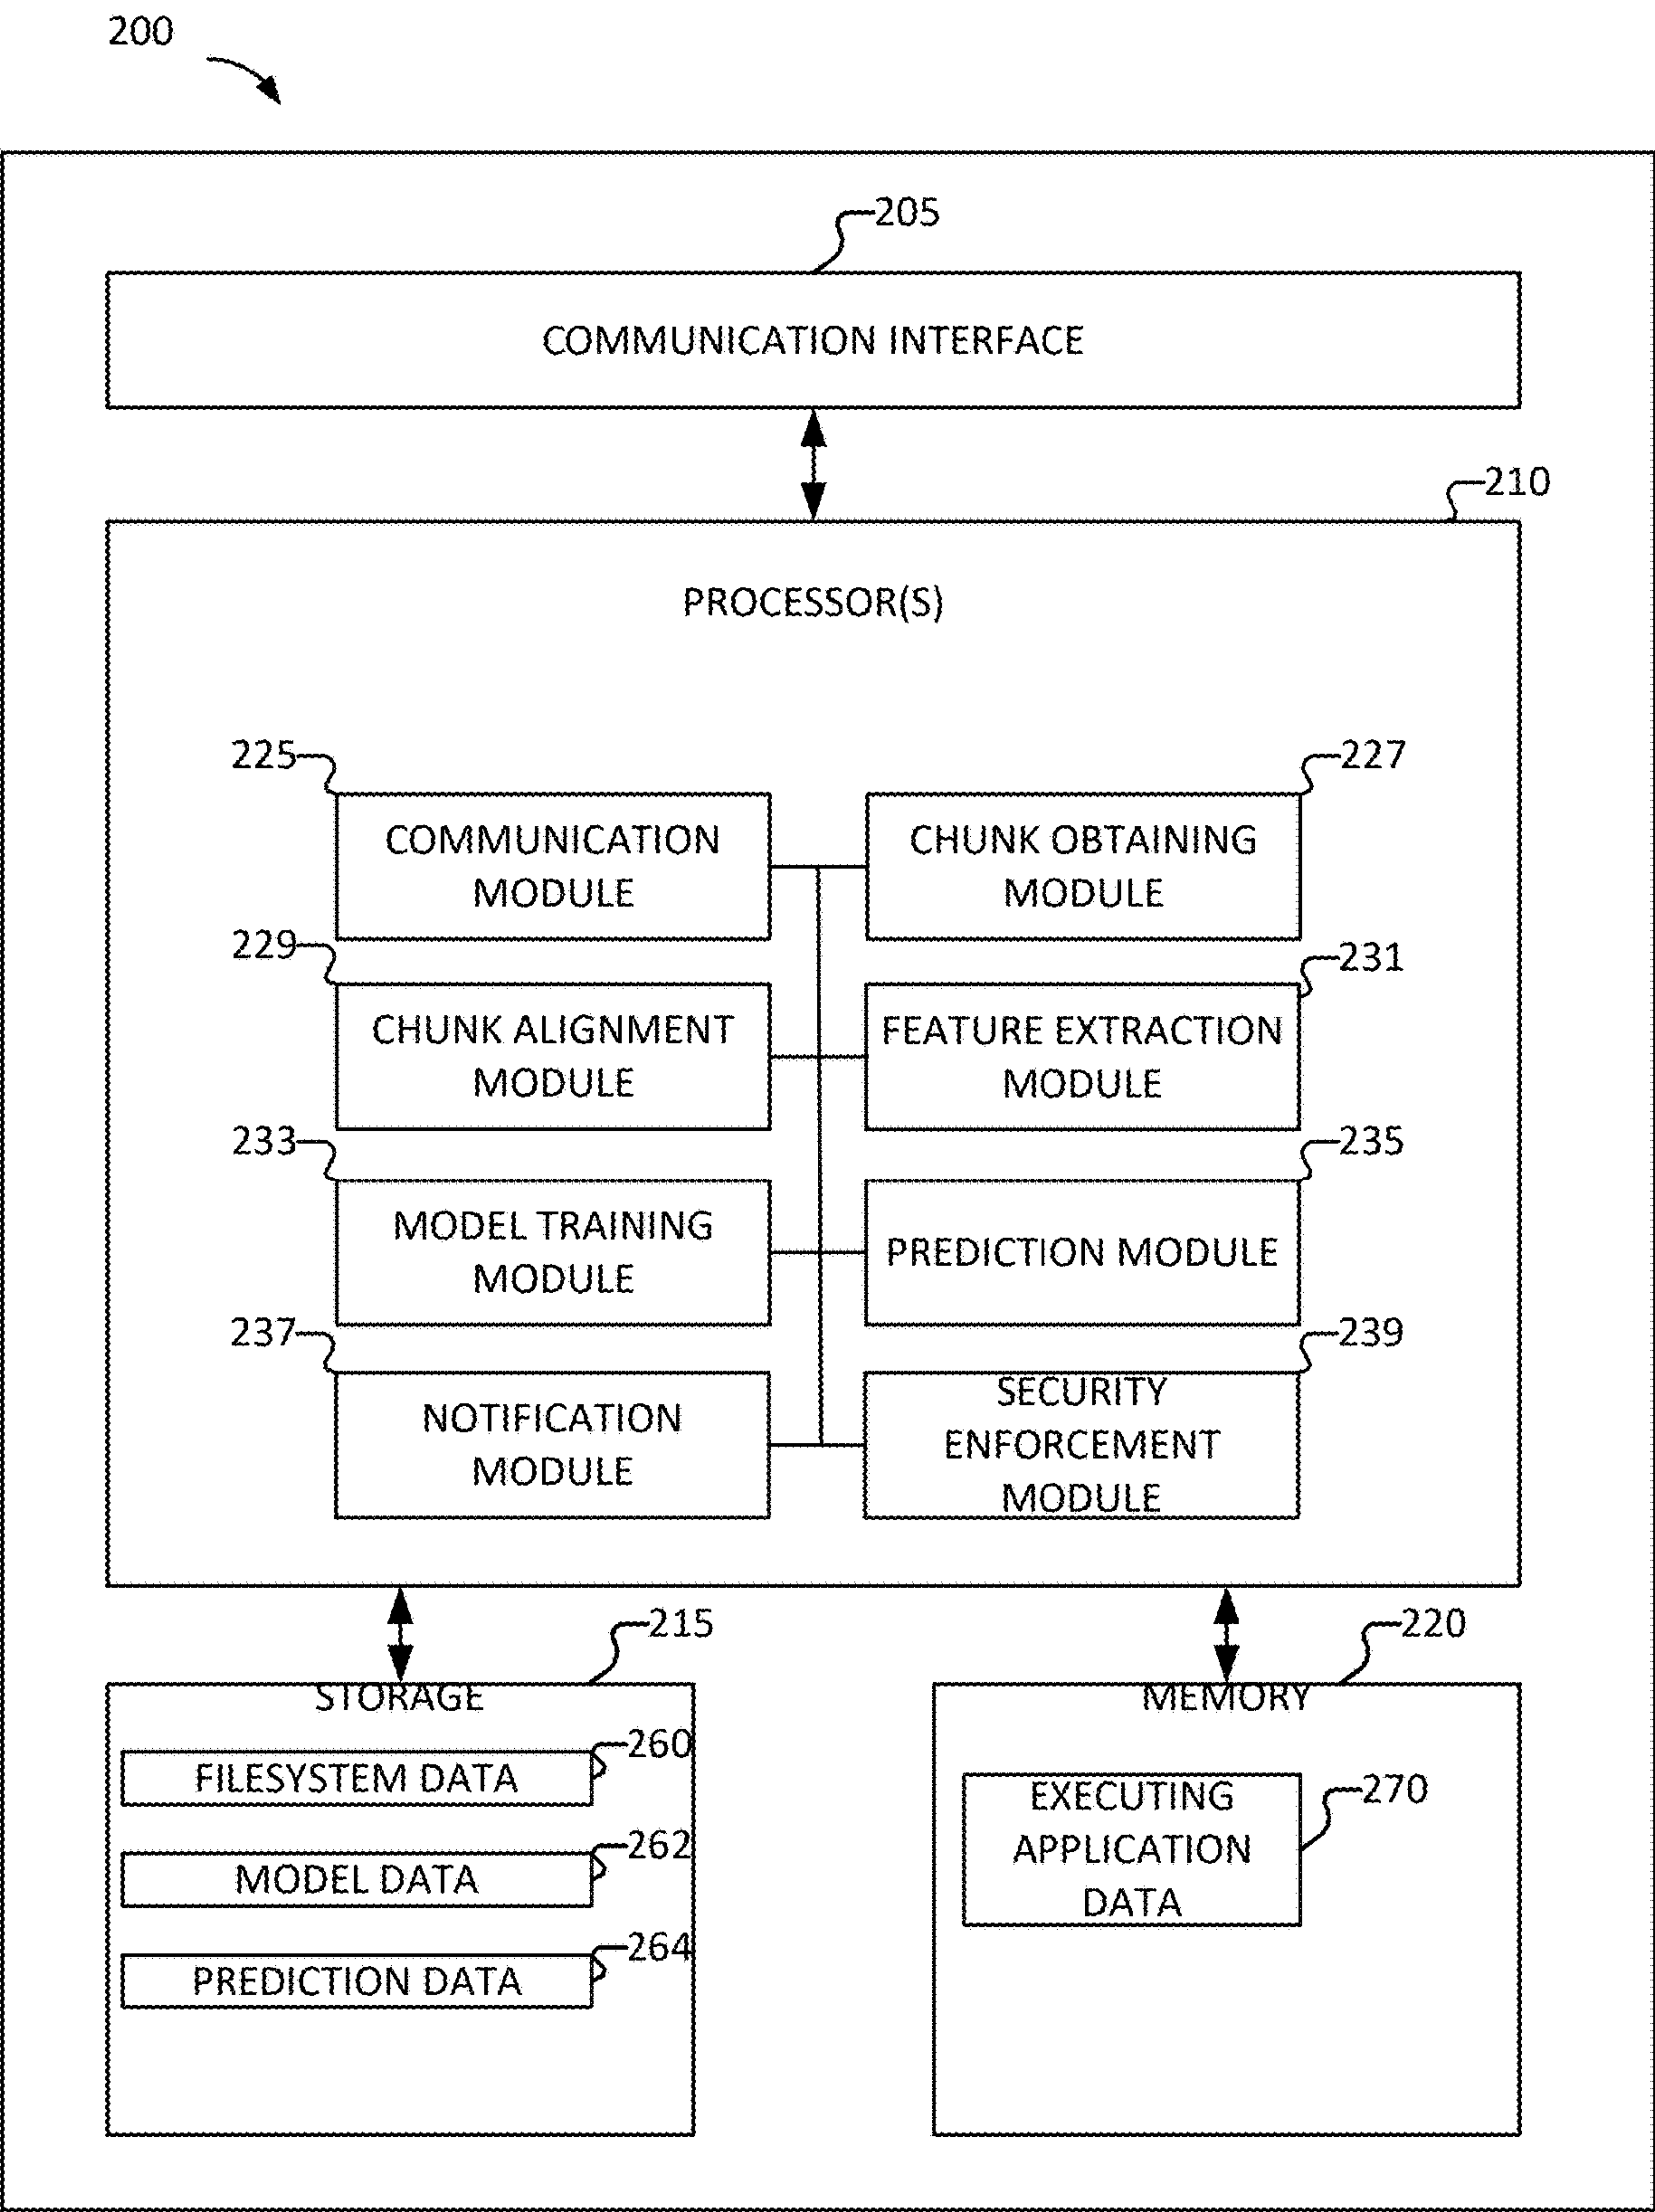 200
205
COMMUNICATION INTERFACE
210
PROCESSOR(S)
225
227
COMMUNICATION
MODULE
CHUNK OBTAINING
MODULE
229
231
CHUNK ALIGNMENT
MODULE
FEATURE EXTRACTION
MODULE
233
235
MODEL TRAINING
MODULE
PREDICTION MODULE
237
239
NOTIFICATION
MODULE
SECURITY
ENFORCEMENT
MODULE
215
220
STORAGE
260
FILESYSTEM DATA
262
MODEL DATA
264
PREDICTION DATA
MEMORY
270
EXECUTING
APPLICATION
DATA